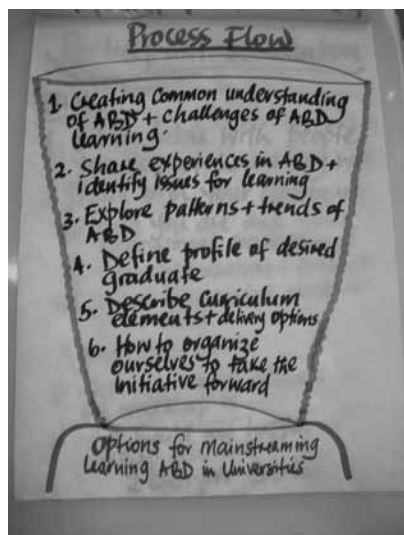 Process Flow
1. Creating Common understanding
of ABD + challenges of ABD
learning.
2. Share experiences in ABD +
identify issues for learning
3. Explore patterns + trends of
ABD
4. Define profile of desired
graduate
5. Describe Curriculum
elements + delivery options
6. How to organize
ourselves to take the
initiative forward
Options for Mainstreaming
Learning ABD in Universities